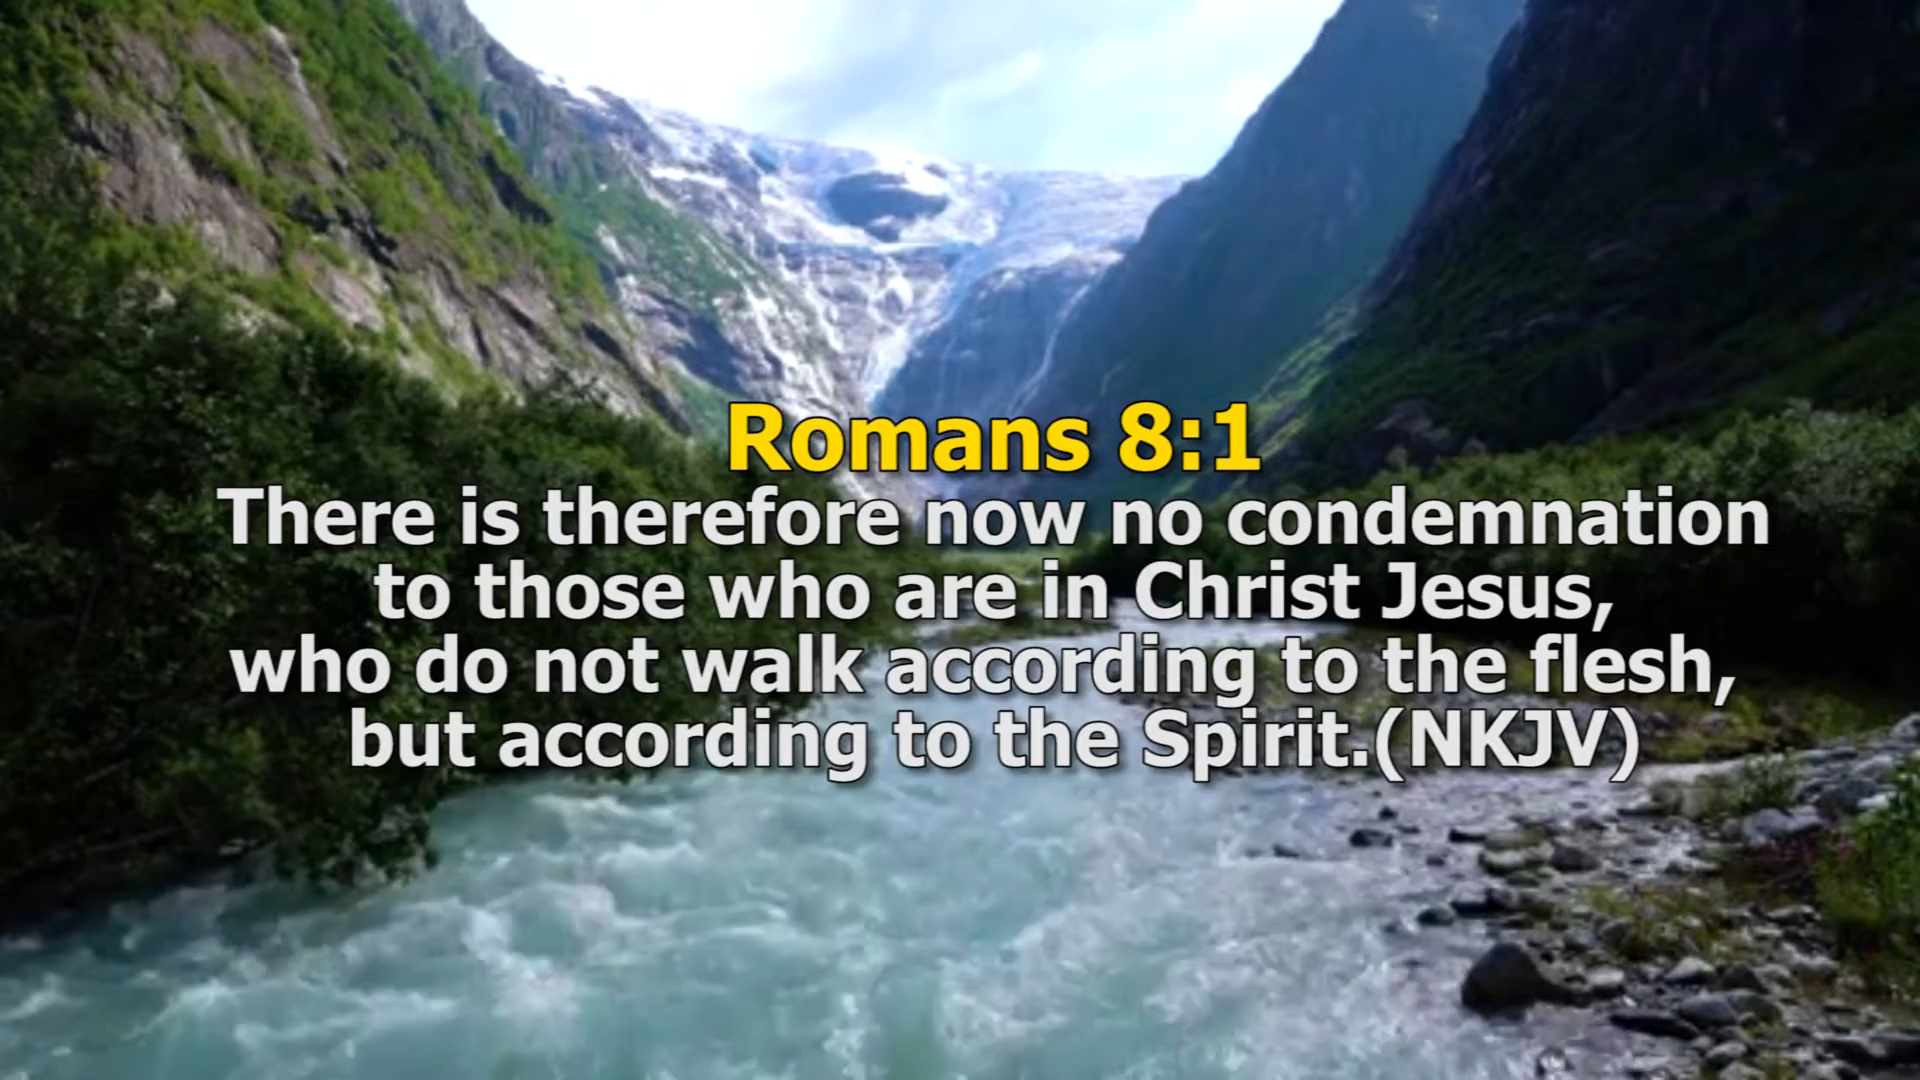 Romans 8:1
There is therefore now no condemnation
to those who are in Christ Jesus,
who do not walk according to the flesh,
but according to the Spirit.(NKJV)